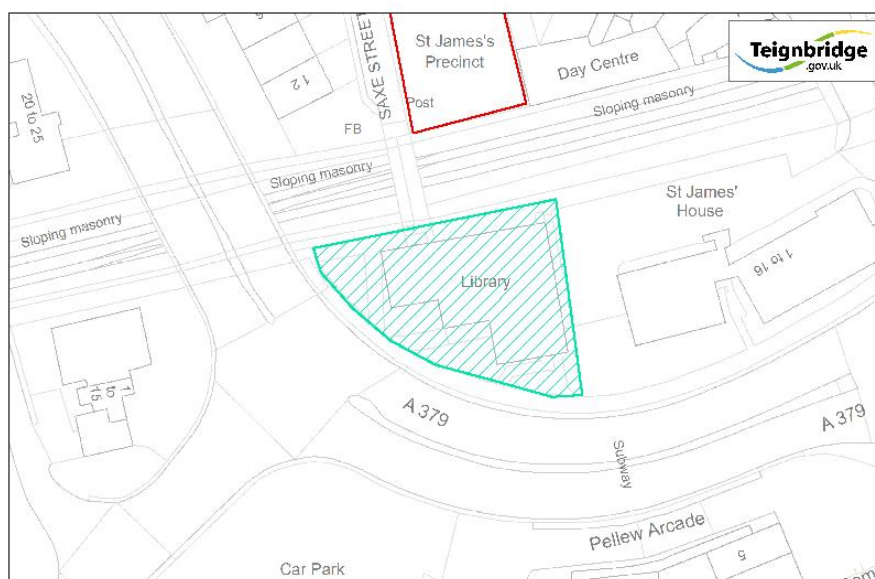 Teignbridge
.gov.uk
St James's
Precinct
SAXE STREET
Day Centre
12
Post
20 to 25
FB
Sloping masonry
Sloping masonry
Sloping masonry
St James'
House
Library
1 to 16
1
to
15
A 379
A 379
Subway
Pellew Arcade
5
Car Park